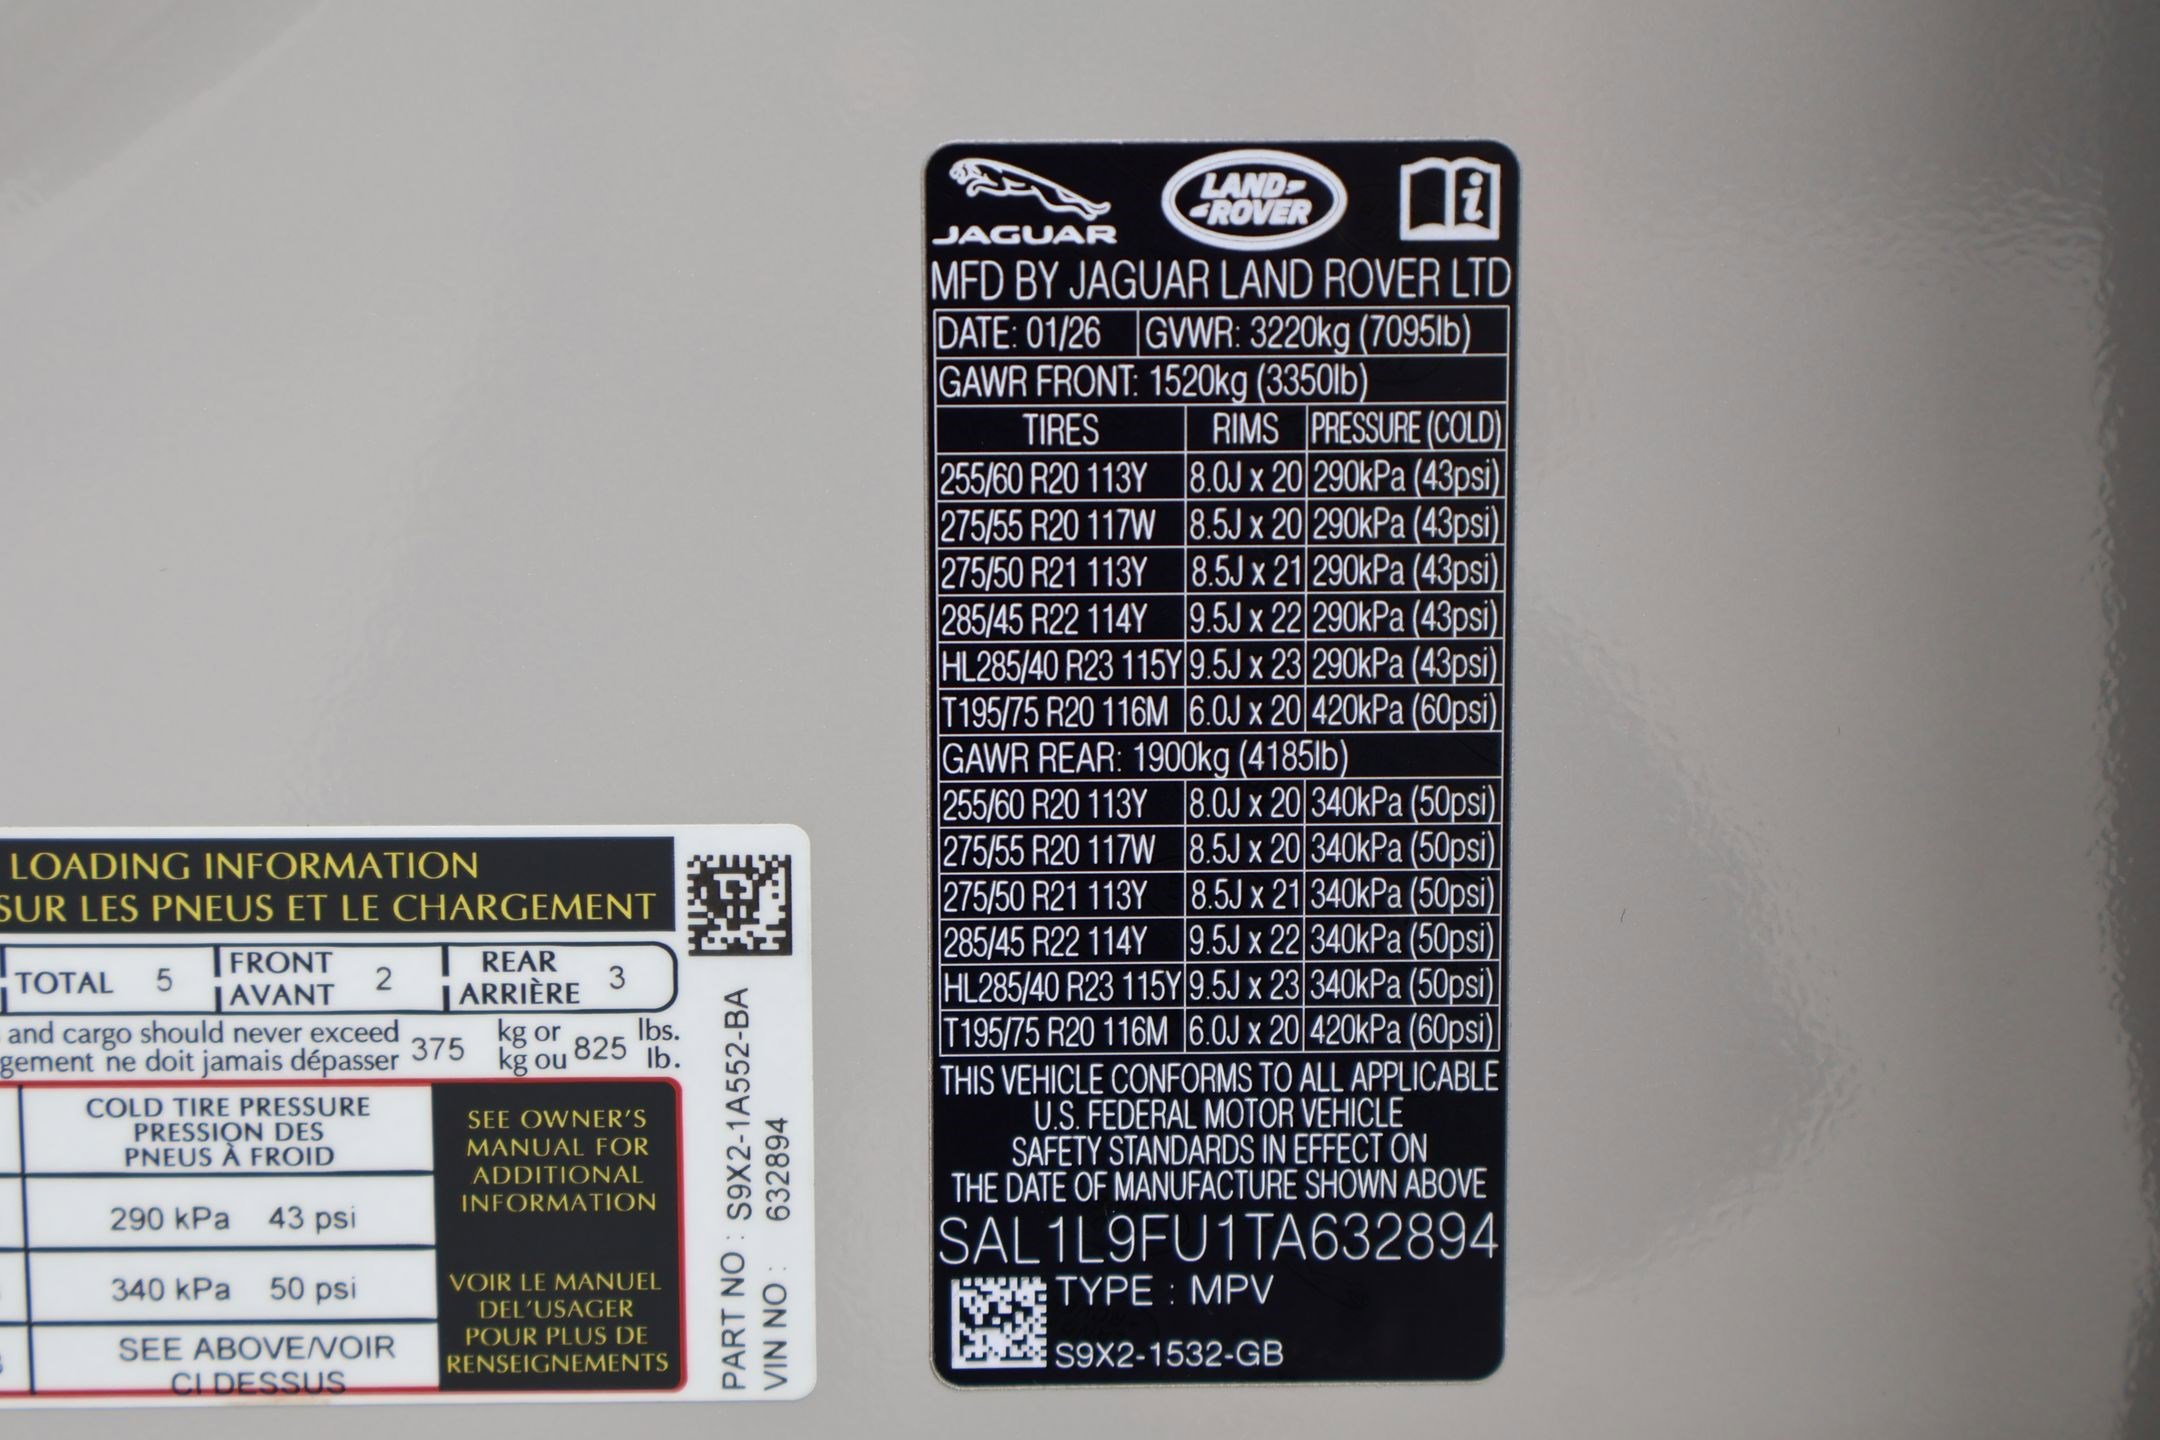 LOADING INFORMATION
SUR LES PNEUS ET LE CHARGEMENT
TOTAL 5
FRONT
AVANT 2
REAR
ARRIÈRE 3
and cargo should never exceed 375 kg or 825 lbs.
gement ne doit jamais dépasser kg ou lb.
COLD TIRE PRESSURE
PRESSION DES
PNEUS À FROID
290 kPa 43 psi
340 kPa 50 psi
SEE ABOVE/VOIR
CI DESSUS
SEE OWNER'S
MANUAL FOR
ADDITIONAL
INFORMATION
VOIR LE MANUEL
DEL'USAGER
POUR PLUS DE
RENSEIGNEMENTS
PART NO : S9X2-1A552-BA
VIN NO : 632894
JAGUAR
LAND-
ROVER
i
MFD BY JAGUAR LAND ROVER LTD
DATE: 01/26 GVWR: 3220kg (7095lb)
GAWR FRONT: 1520kg (3350lb)
TIRES RIMS PRESSURE (COLD)
255/60 R20 113Y 8.0J x 20 290kPa (43psi)
275/55 R20 117W 8.5J x 20 290kPa (43psi)
275/50 R21 113Y 8.5J x 21 290kPa (43psi)
285/45 R22 114Y 9.5J x 22 290kPa (43psi)
HL285/40 R23 115Y 9.5J x 23 290kPa (43psi)
T195/75 R20 116M 6.0J x 20 420kPa (60psi)
GAWR REAR: 1900kg (4185lb)
255/60 R20 113Y 8.0J x 20 340kPa (50psi)
275/55 R20 117W 8.5J x 20 340kPa (50psi)
275/50 R21 113Y 8.5J x 21 340kPa (50psi)
285/45 R22 114Y 9.5J x 22 340kPa (50psi)
HL285/40 R23 115Y 9.5J x 23 340kPa (50psi)
T195/75 R20 116M 6.0J x 20 420kPa (60psi)
THIS VEHICLE CONFORMS TO ALL APPLICABLE
U.S. FEDERAL MOTOR VEHICLE
SAFETY STANDARDS IN EFFECT ON
THE DATE OF MANUFACTURE SHOWN ABOVE
SAL1L9FU1TA632894
TYPE : MPV
S9X2-1532-GB